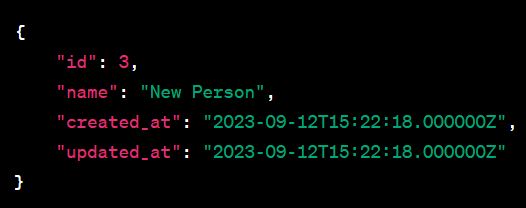 {
    "id": 3,
    "name": "New Person",
    "created_at": "2023-09-12T15:22:18.000000Z",
    "updated_at": "2023-09-12T15:22:18.000000Z"
}